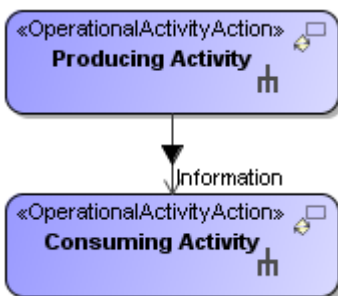 «OperationalActivityAction»
Producing Activity
Information
«OperationalActivityAction»
Consuming Activity